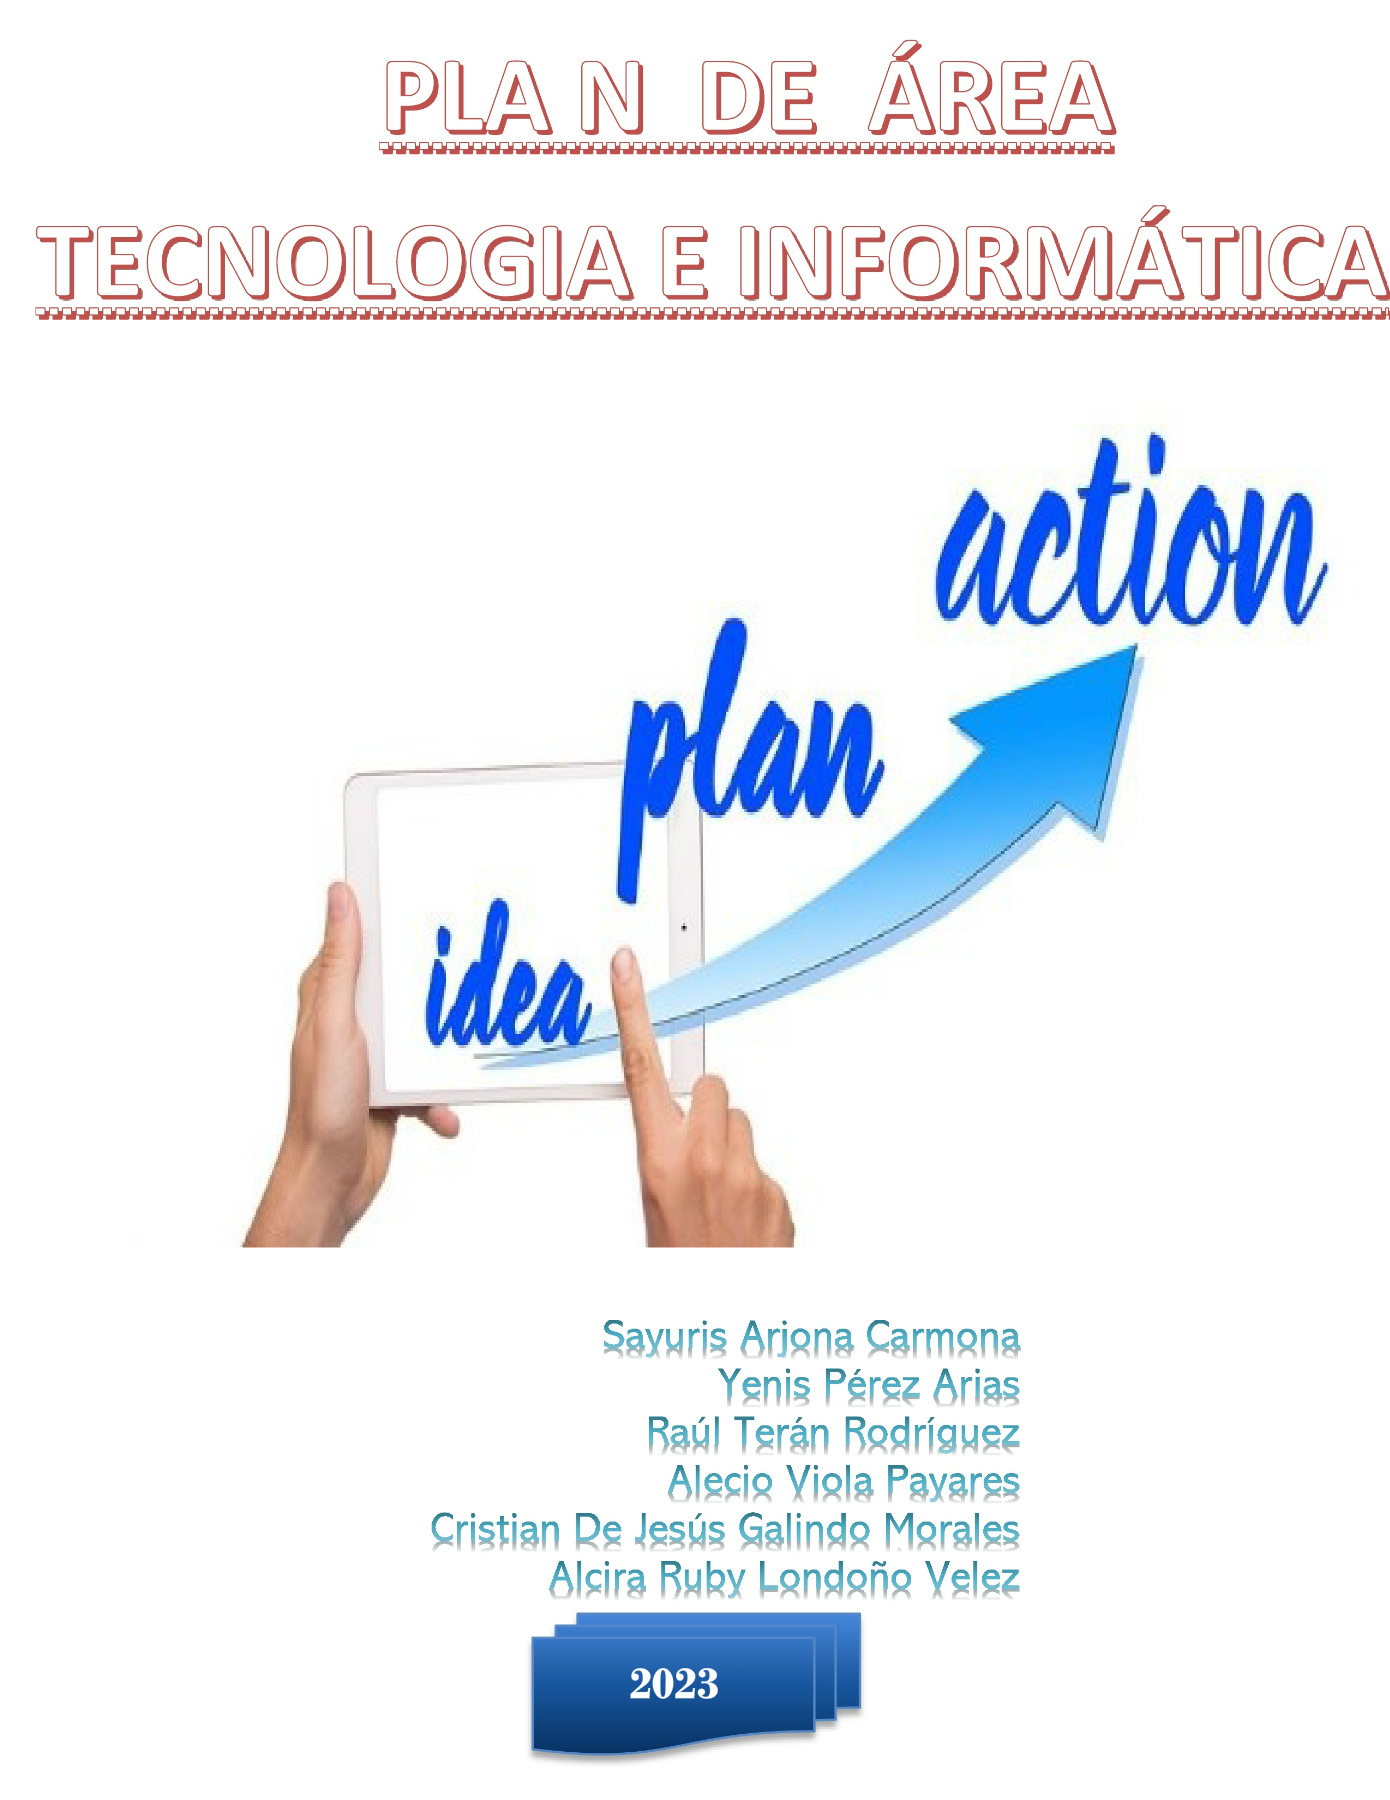 PLA N DE ÁREA
TECNOLOGIA E INFORMÁTICA
action
plan
idea
Sayuris Arjona Carmona
Yenis Pérez Arias
Raúl Terán Rodríguez
Alecio Viola Payares
Cristian De Jesús Galindo Morales
Alcira Ruby Londoño Velez
2023